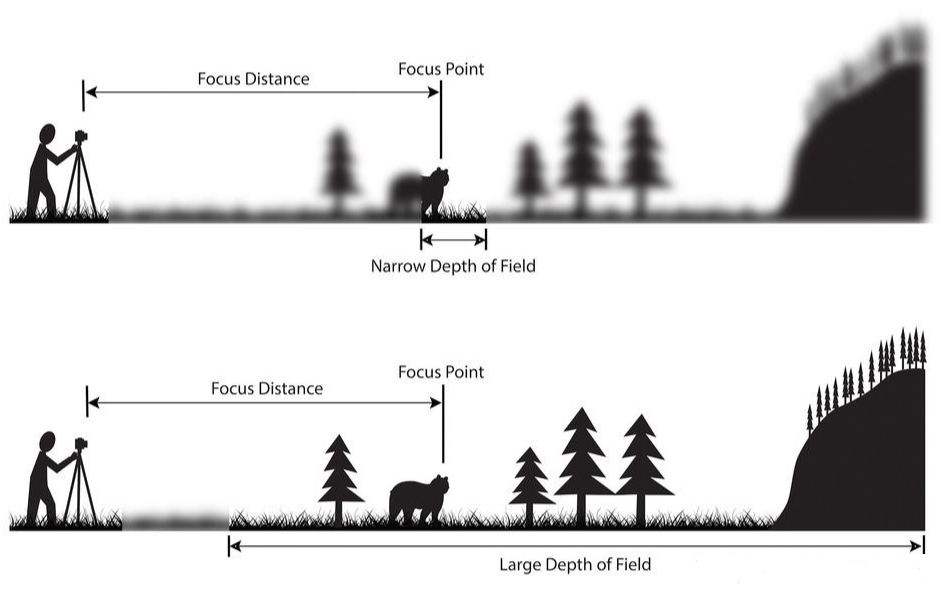 Focus Distance
Focus Point
Narrow Depth of Field
Focus Point
Focus Distance
Large Depth of Field